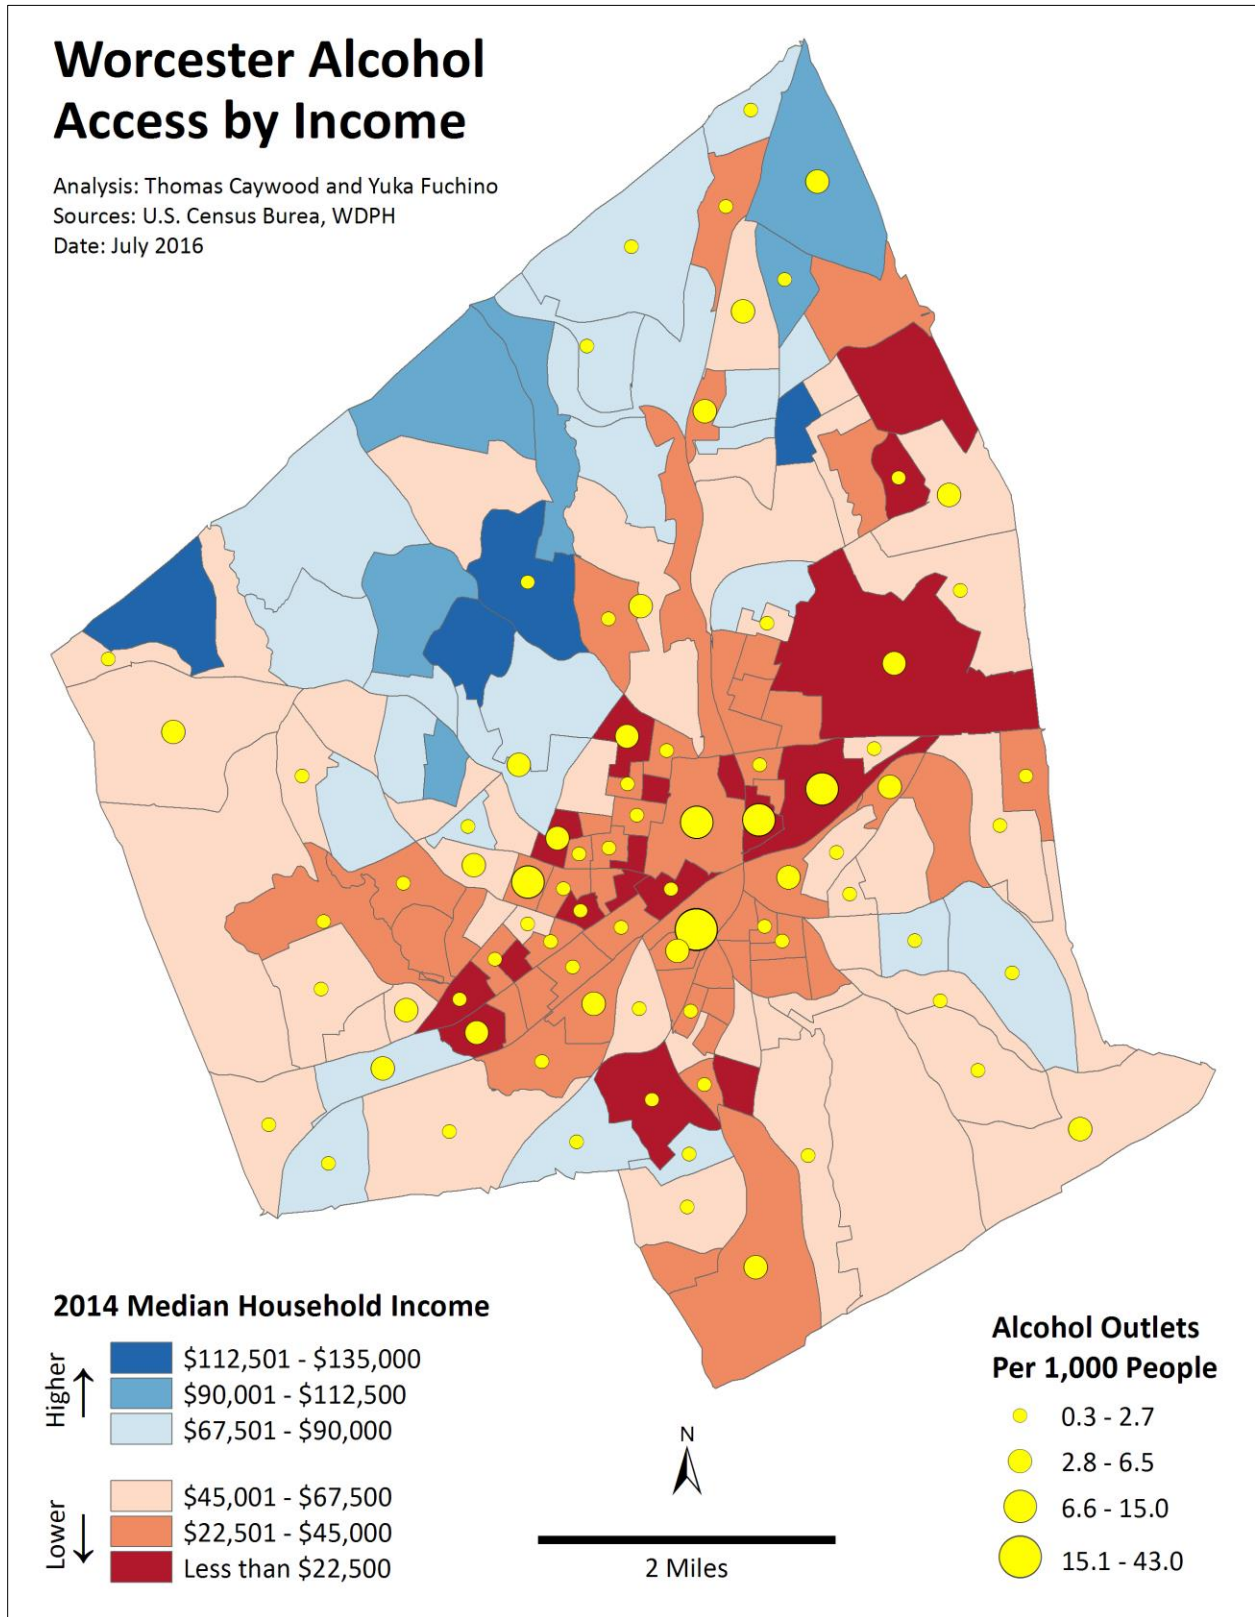 Worcester Alcohol
Access by Income
Analysis: Thomas Caywood and Yuka Fuchino
Sources: U.S. Census Burea, WDPH
Date: July 2016
2014 Median Household Income
Higher
$112,501 - $135,000
$90,001 - $112,500
$67,501 - $90,000
Lower
$45,001 - $67,500
$22,501 - $45,000
Less than $22,500
N
2 Miles
Alcohol Outlets
Per 1,000 People
0.3 - 2.7
2.8 - 6.5
6.6 - 15.0
15.1 - 43.0